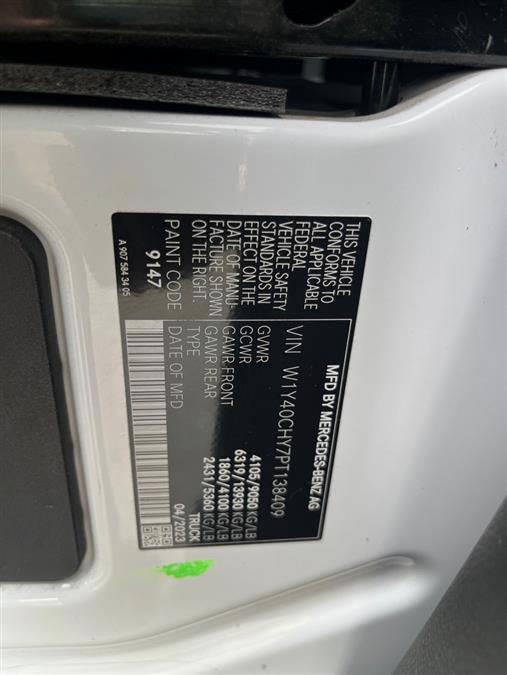 MFD BY MERCEDES-BENZ AG
VIN W1Y40CHY7PT138409
THIS VEHICLE
CONFORMS TO
ALL APPLICABLE
FEDERAL
VEHICLE SAFETY
STANDARDS IN
EFFECT ON THE
DATE OF MANU
FACTURE SHOWN
ON THE RIGHT.
GVWR 4105/9050 KG/LB
GCWR 6319/13930 KG/LB
GAWR FRONT 1860/4100 KG/LB
GAWR REAR 2431/5360 KG/LB
TYPE TRUCK
DATE OF MFD 04/2023
PAINT CODE
9147
A 907 584 34 05